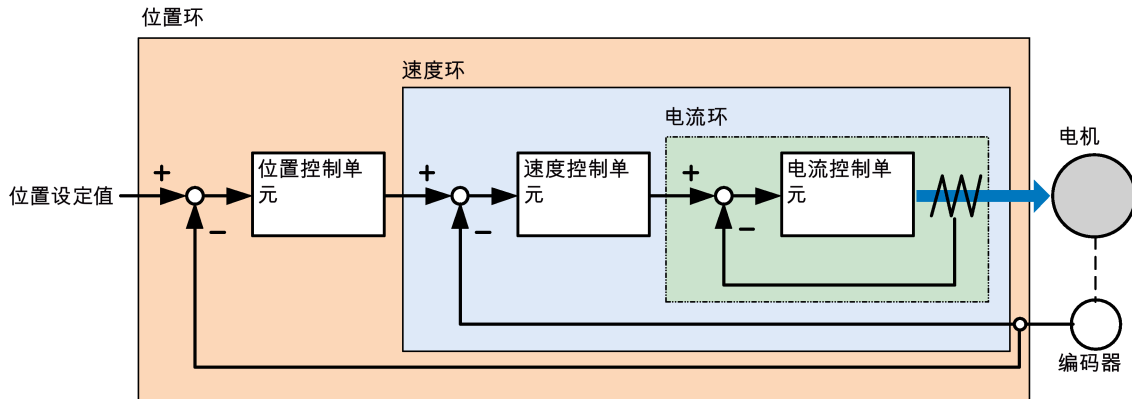 位置环
速度环
电流环
电机
位置设定值
+
位置控制单
元
+
速度控制单
元
+
电流控制单
元
−
−
−
编码器